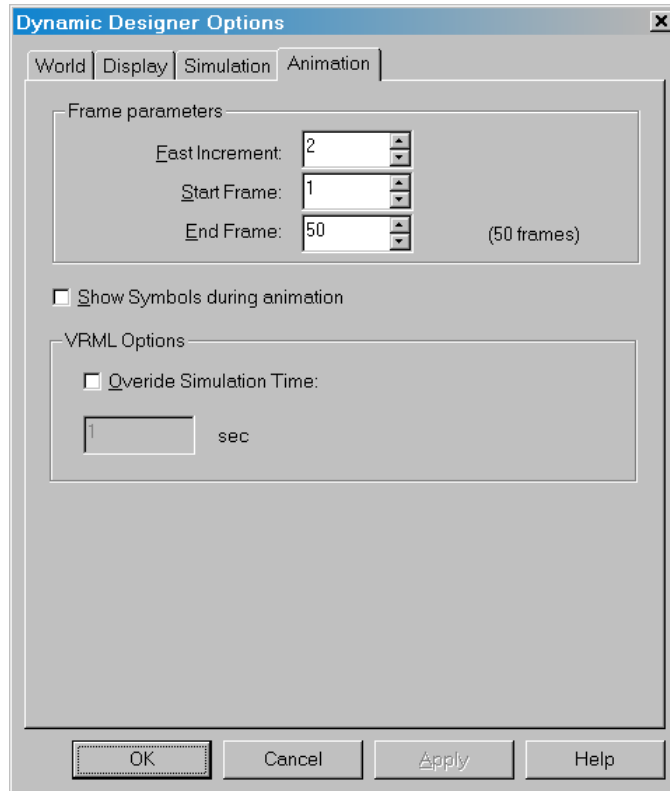 Dynamic Designer Options
World Display Simulation Animation
Frame parameters
Fast Increment: 2
Start Frame: 1
End Frame: 50 (50 frames)
Show Symbols during animation
VRML Options
Overide Simulation Time:
1 sec
OK Cancel Apply Help